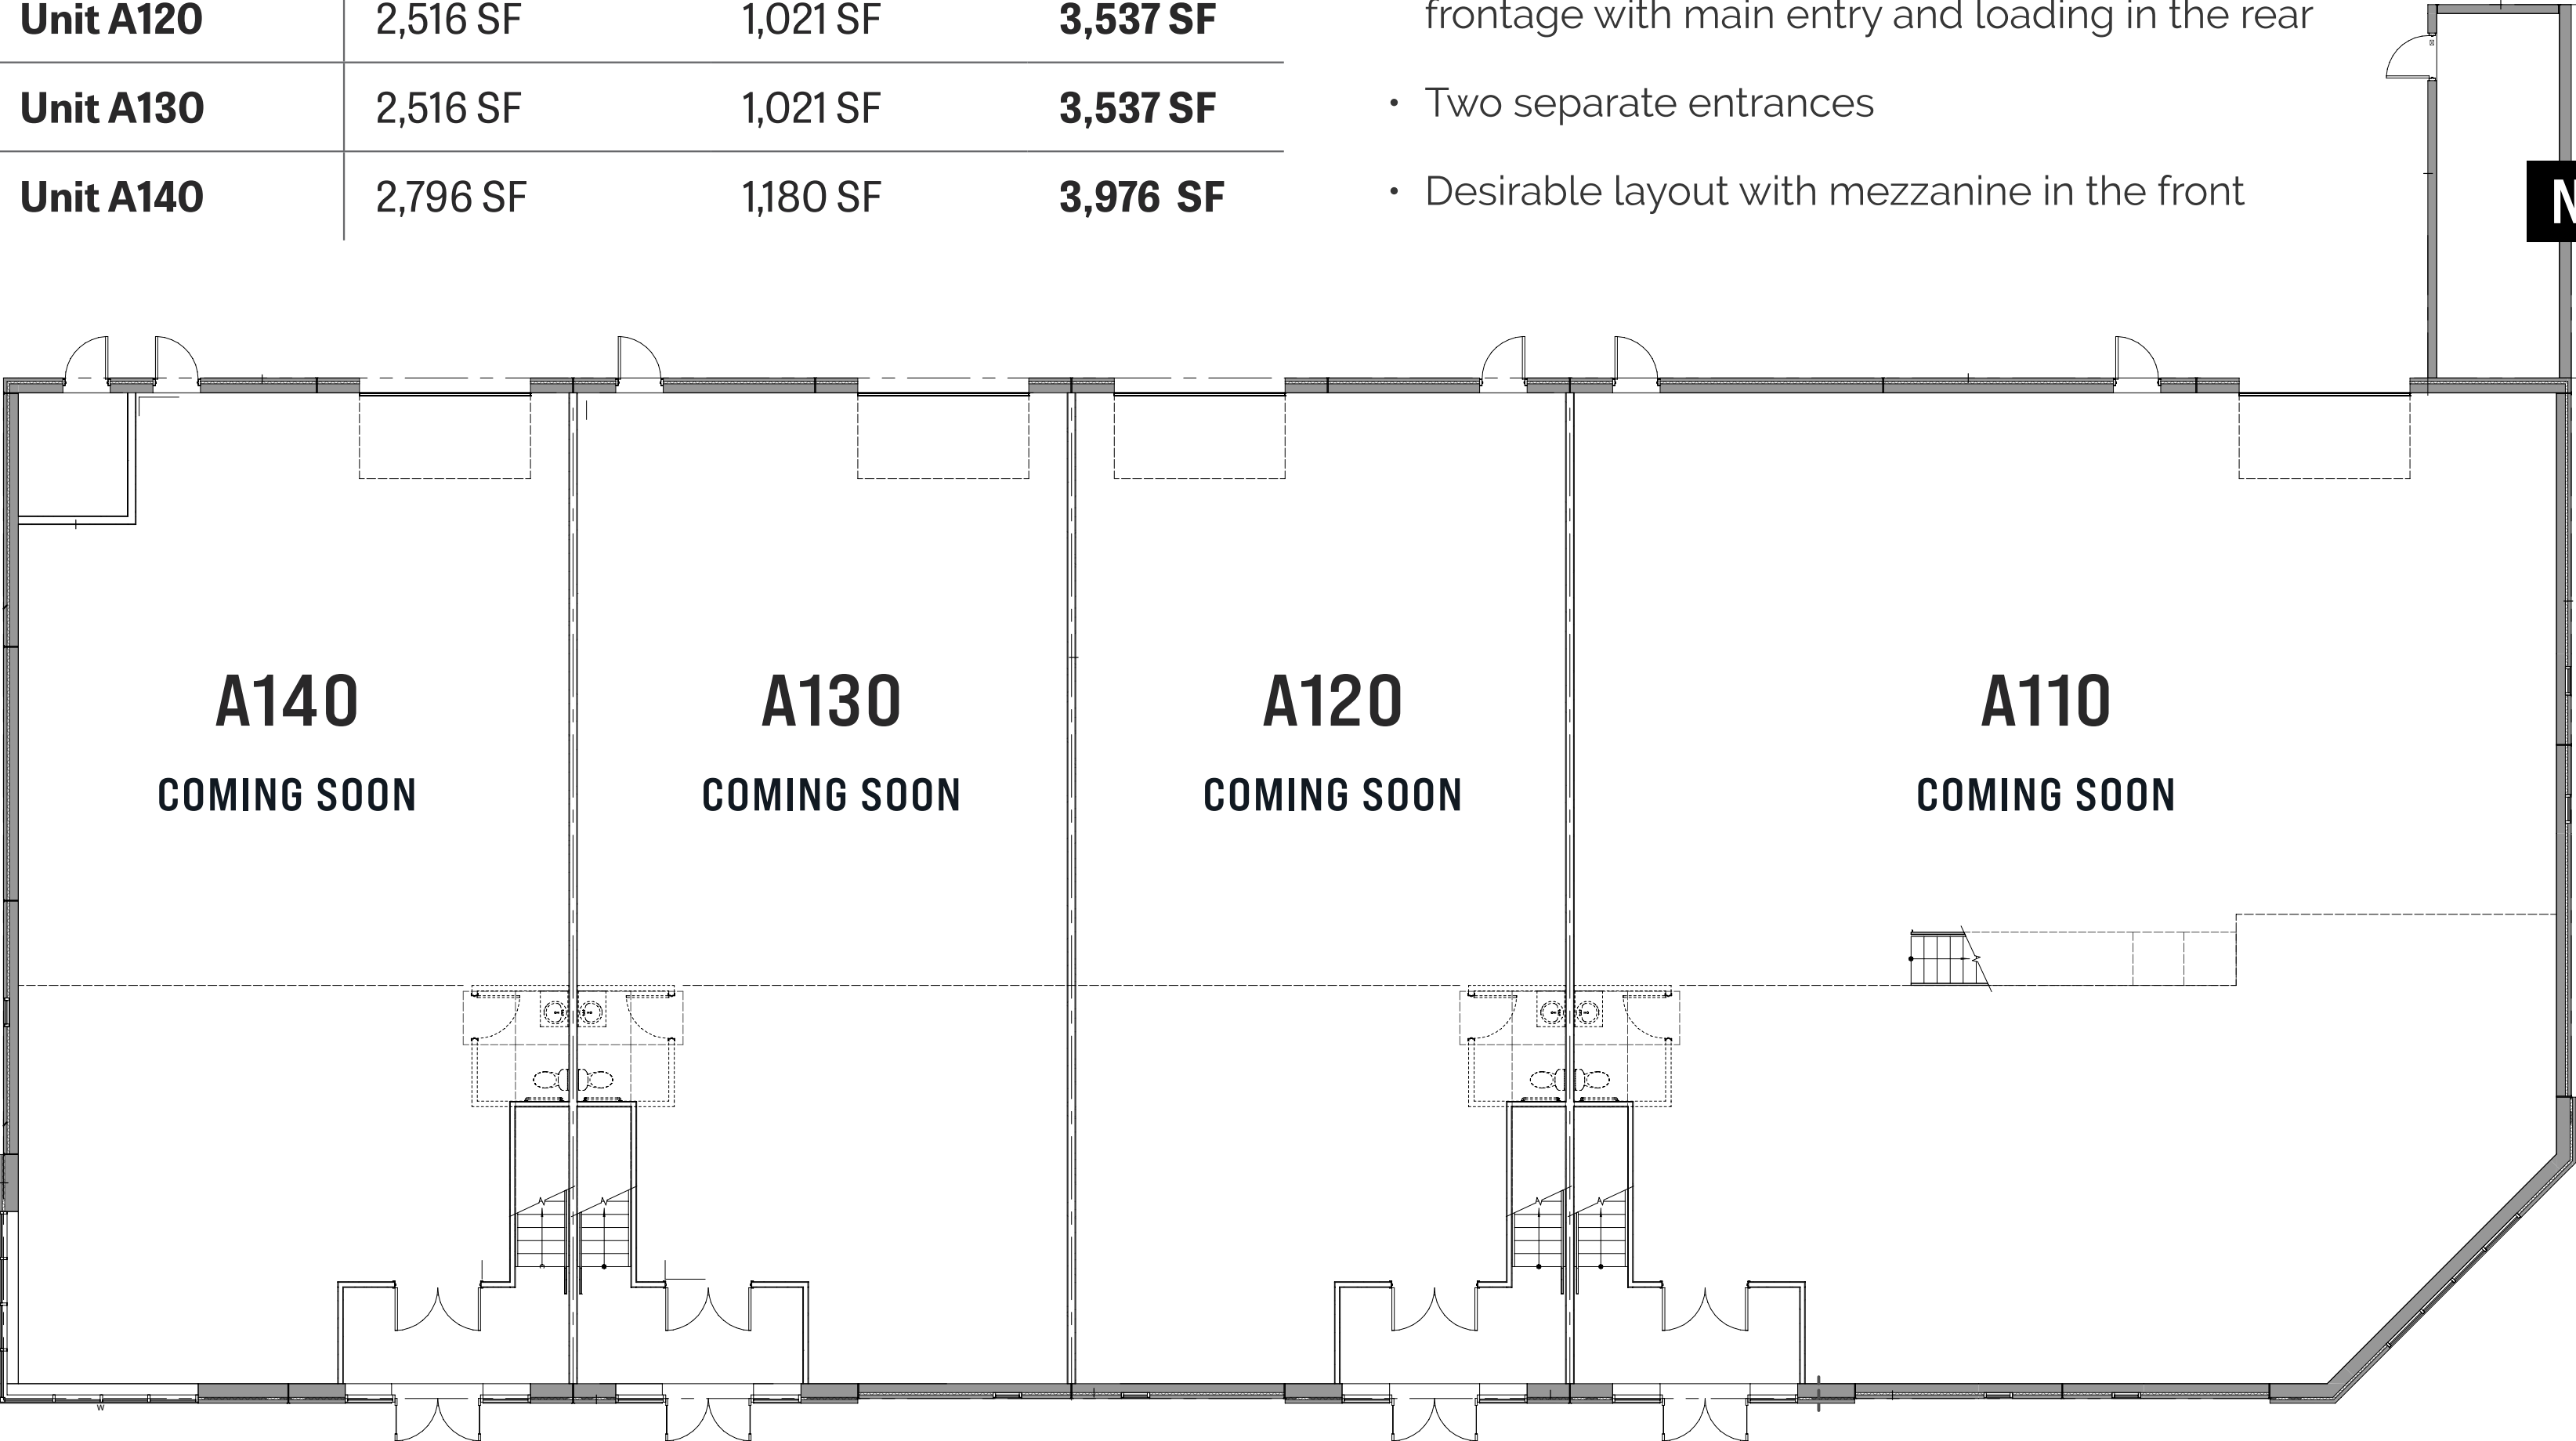 Unit A120 2,516 SF 1,021 SF 3,537 SF
Unit A130 2,516 SF 1,021 SF 3,537 SF
Unit A140 2,796 SF 1,180 SF 3,976 SF
frontage with main entry and loading in the rear
• Two separate entrances
• Desirable layout with mezzanine in the front
N
A140
COMING SOON
A130
COMING SOON
A120
COMING SOON
A110
COMING SOON
W